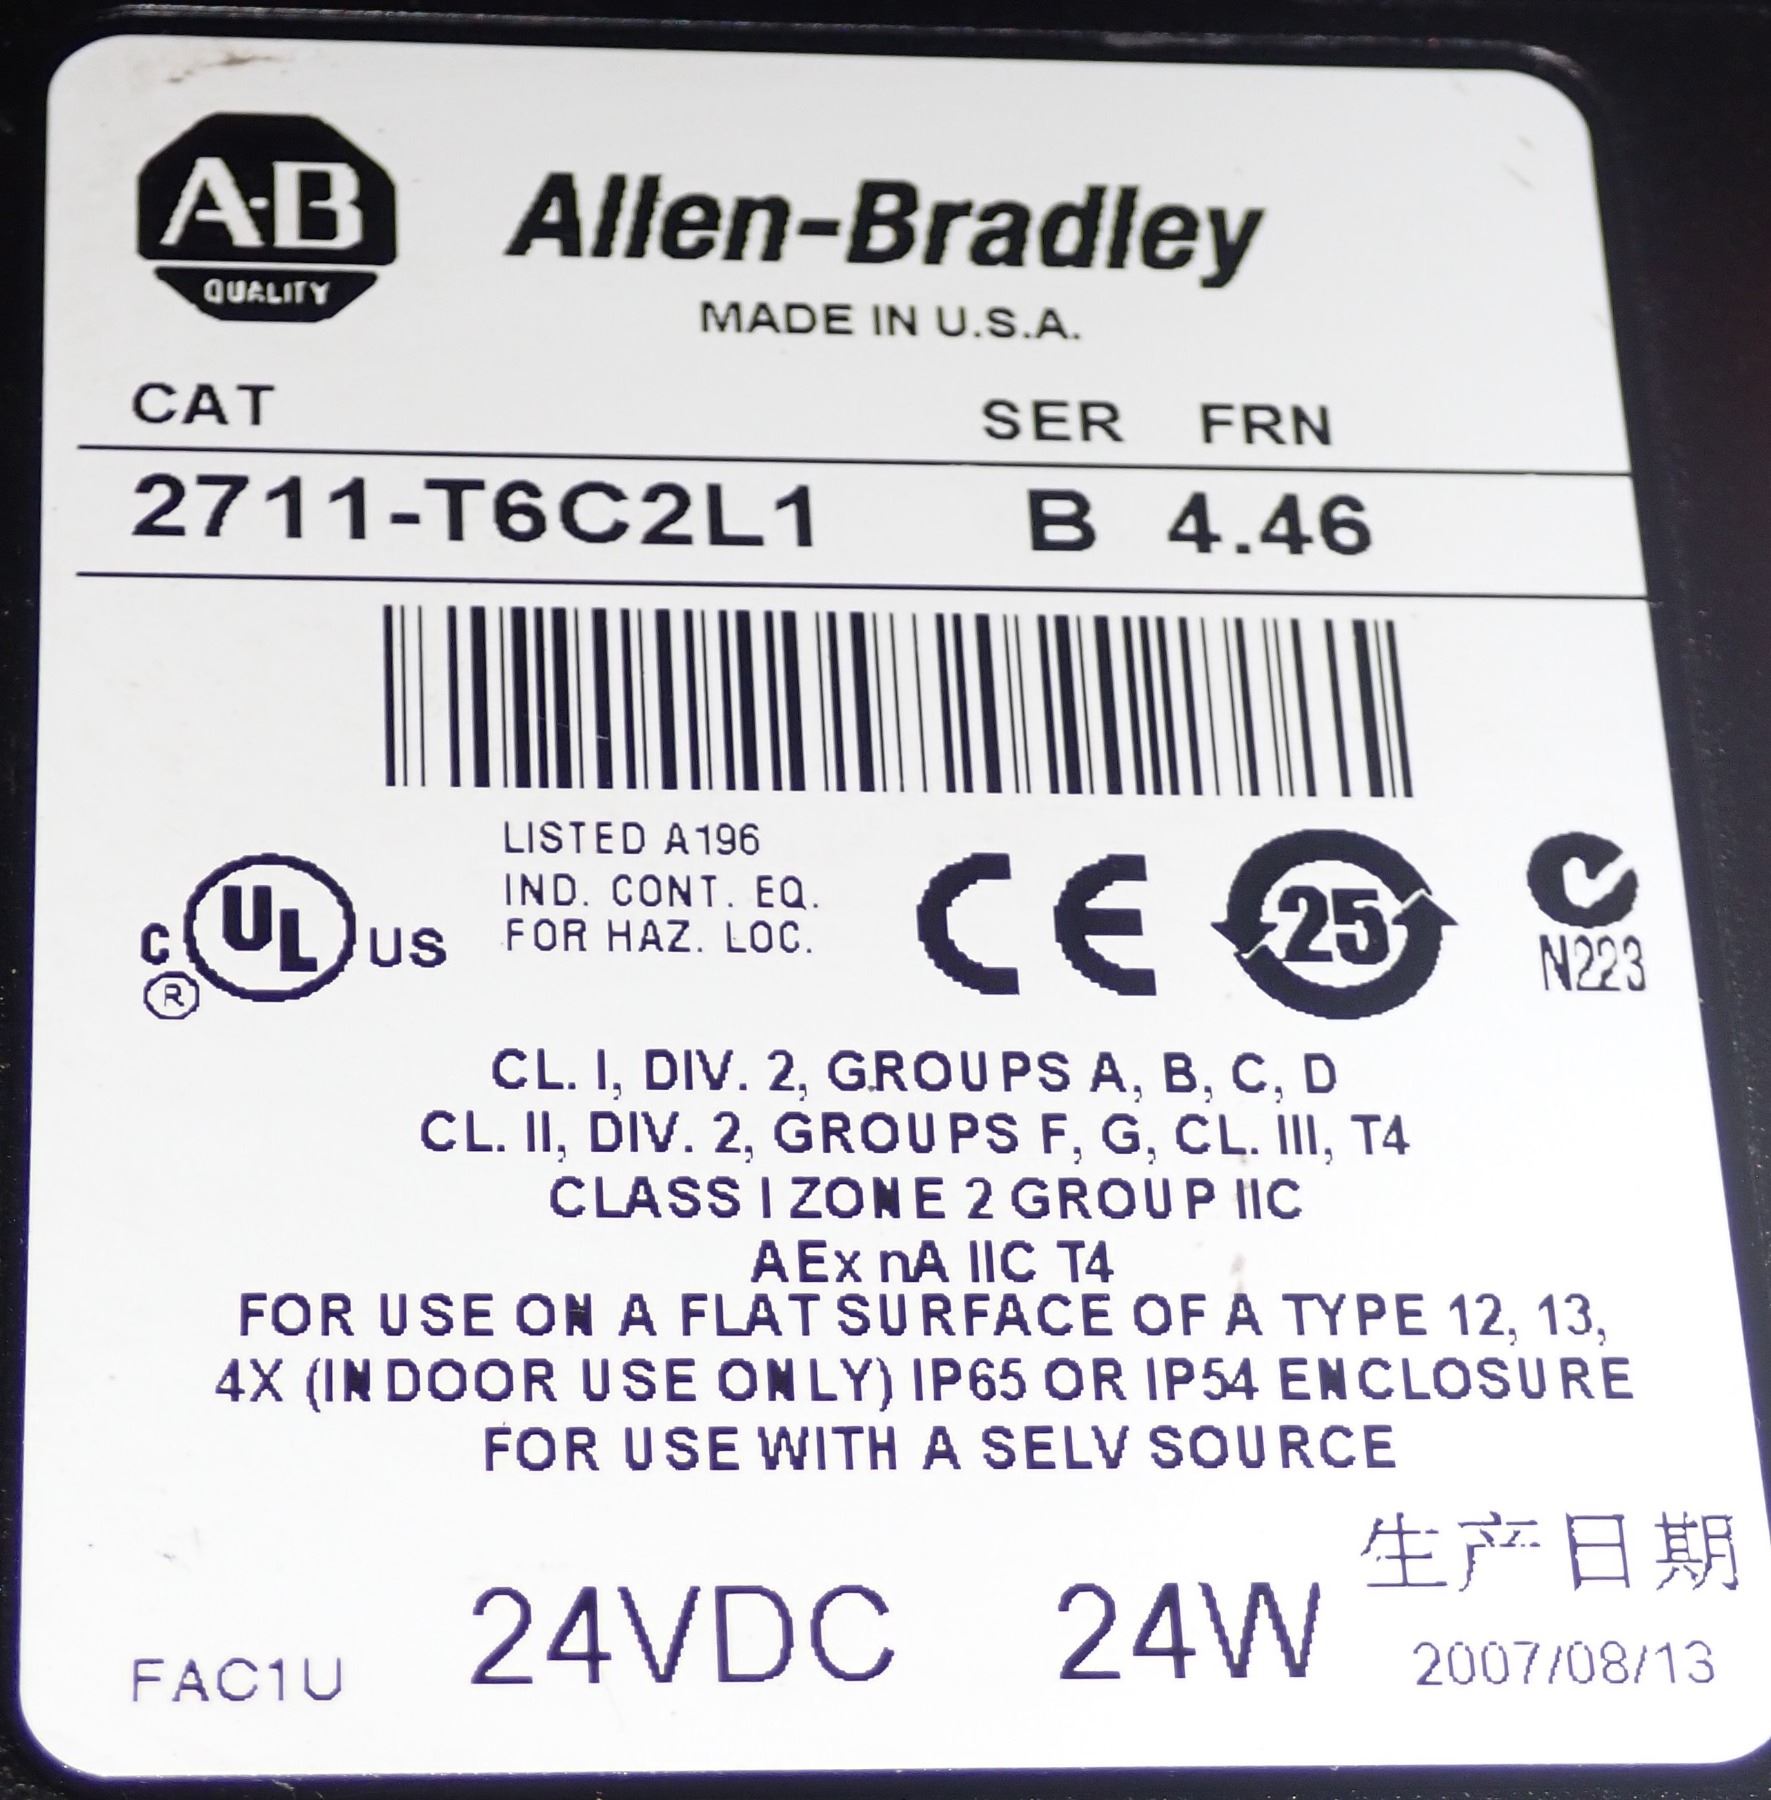 A-B
QUALITY
Allen-Bradley
MADE IN U.S.A.
CAT SER FRN
2711-T6C2L1 B 4.46
LISTED A196
IND. CONT. EQ.
FOR HAZ. LOC.
C UL US
®
CE
25
N223
CL. I, DIV. 2, GROUPS A, B, C, D
CL. II, DIV. 2, GROUPS F, G, CL. III, T4
CLASS I ZONE 2 GROUP IIC
AEx nA IIC T4
FOR USE ON A FLAT SURFACE OF A TYPE 12, 13,
4X (INDOOR USE ONLY) IP65 OR IP54 ENCLOSURE
FOR USE WITH A SELV SOURCE
生产日期
FAC1U 24VDC 24W 2007/08/13